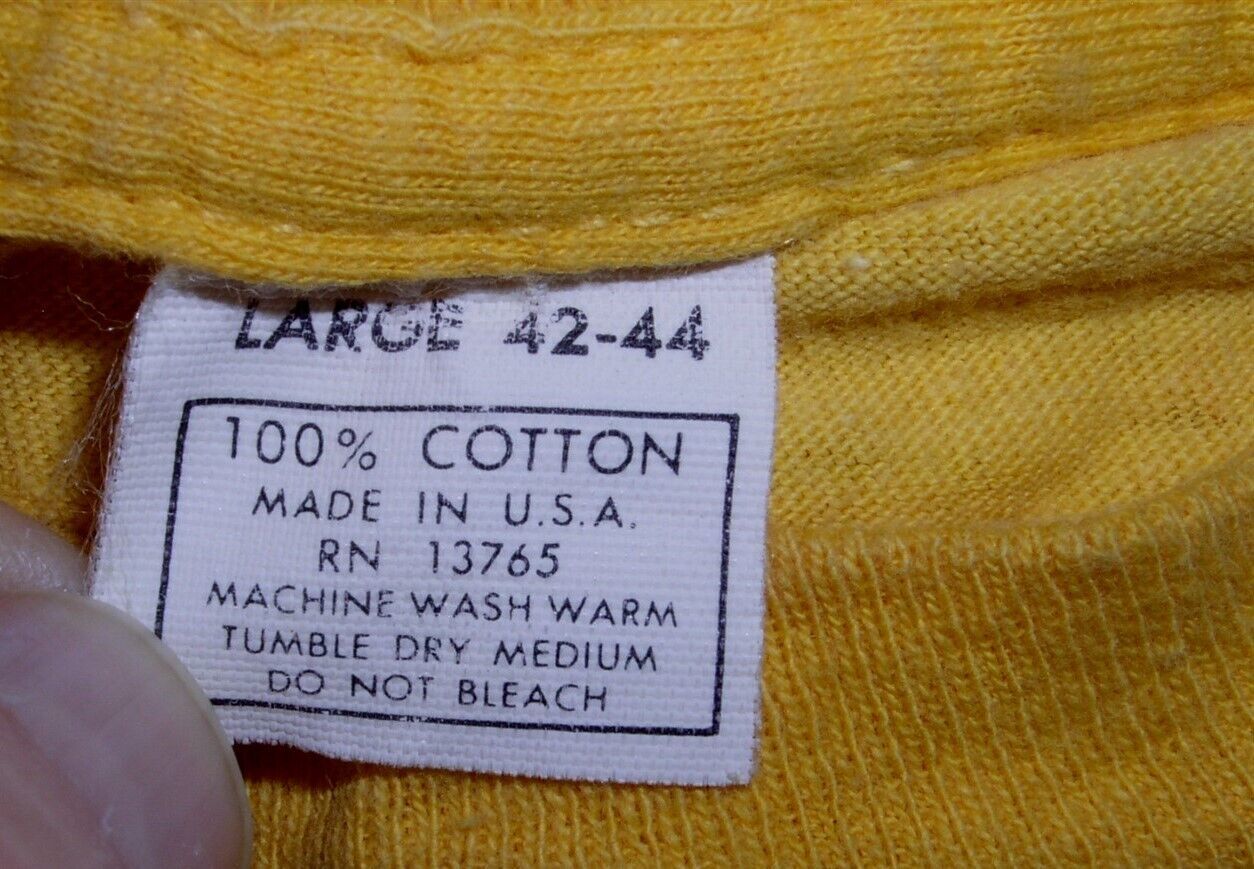 LARGE 42-44
100% COTTON
MADE IN U.S.A.
RN 13765
MACHINE WASH WARM
TUMBLE DRY MEDIUM
DO NOT BLEACH